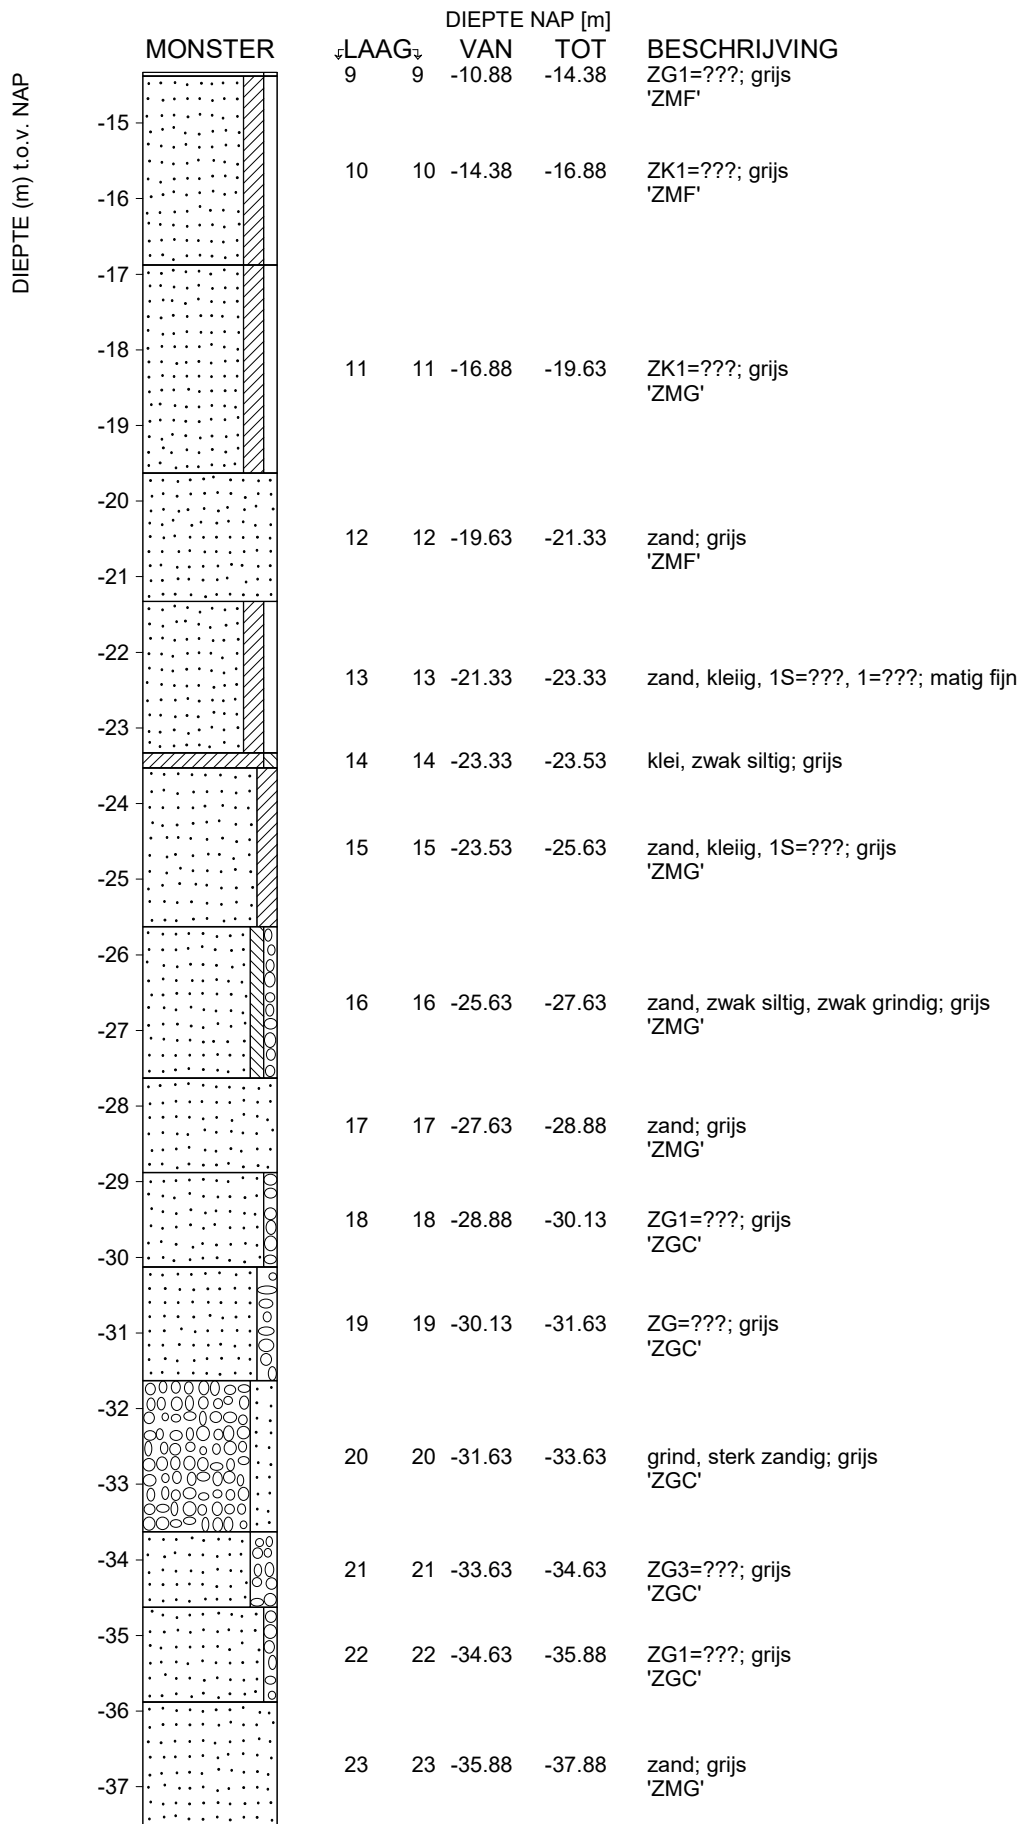 DIEPTE NAP [m]
MONSTER LAAG VAN TOT BESCHRIJVING
DIEPTE (m) t.o.v. NAP
9 9 -10.88 -14.38 ZG1=???; grijs
'ZMF'
-15
10 10 -14.38 -16.88 ZK1=???; grijs
'ZMF'
-16
-17
-18
11 11 -16.88 -19.63 ZK1=???; grijs
'ZMG'
-19
-20
12 12 -19.63 -21.33 zand; grijs
'ZMF'
-21
-22
13 13 -21.33 -23.33 zand, kleiig, 1S=???, 1=???; matig fijn
-23
14 14 -23.33 -23.53 klei, zwak siltig; grijs
-24
15 15 -23.53 -25.63 zand, kleiig, 1S=???; grijs
'ZMG'
-25
-26
16 16 -25.63 -27.63 zand, zwak siltig, zwak grindig; grijs
'ZMG'
-27
-28
17 17 -27.63 -28.88 zand; grijs
'ZMG'
-29
18 18 -28.88 -30.13 ZG1=???; grijs
'ZGC'
-30
19 19 -30.13 -31.63 ZG=???; grijs
'ZGC'
-31
-32
20 20 -31.63 -33.63 grind, sterk zandig; grijs
'ZGC'
-33
-34
21 21 -33.63 -34.63 ZG3=???; grijs
'ZGC'
-35
22 22 -34.63 -35.88 ZG1=???; grijs
'ZGC'
-36
23 23 -35.88 -37.88 zand; grijs
'ZMG'
-37